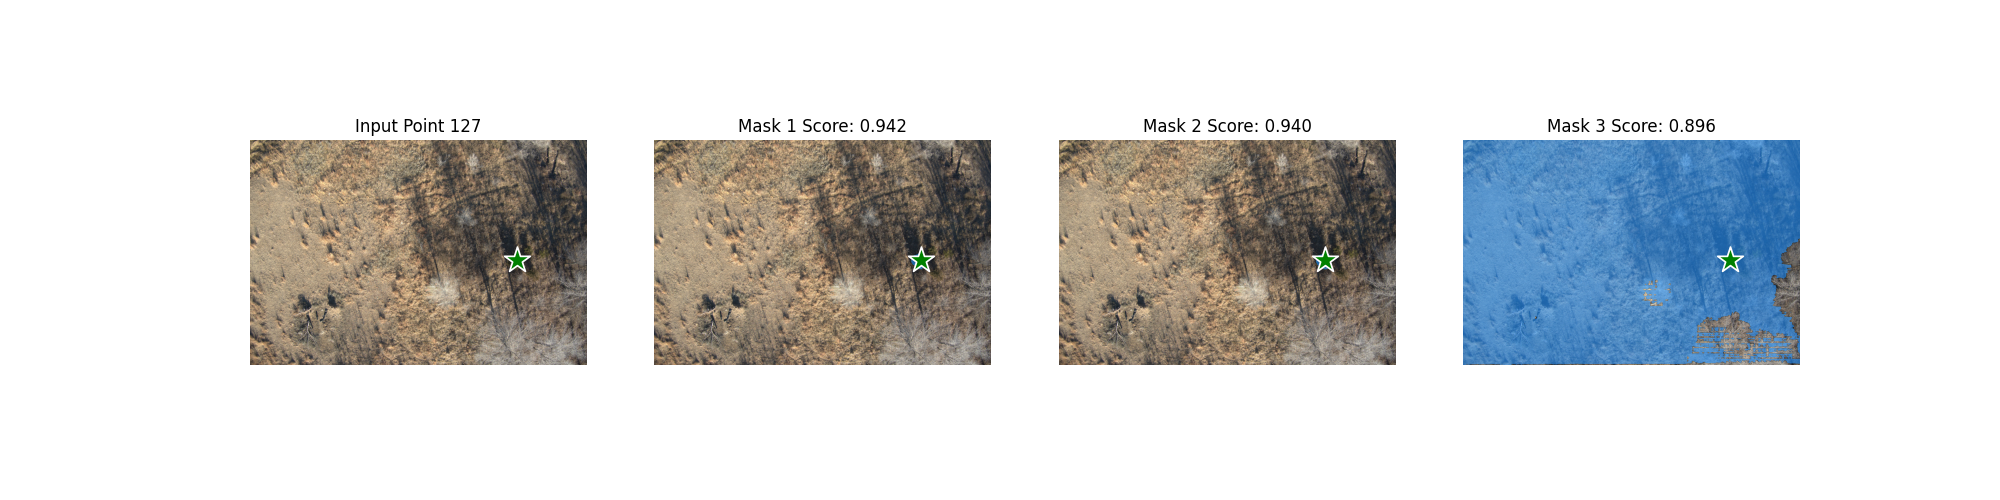 Input Point 127
Mask 1 Score: 0.942
Mask 2 Score: 0.940
Mask 3 Score: 0.896